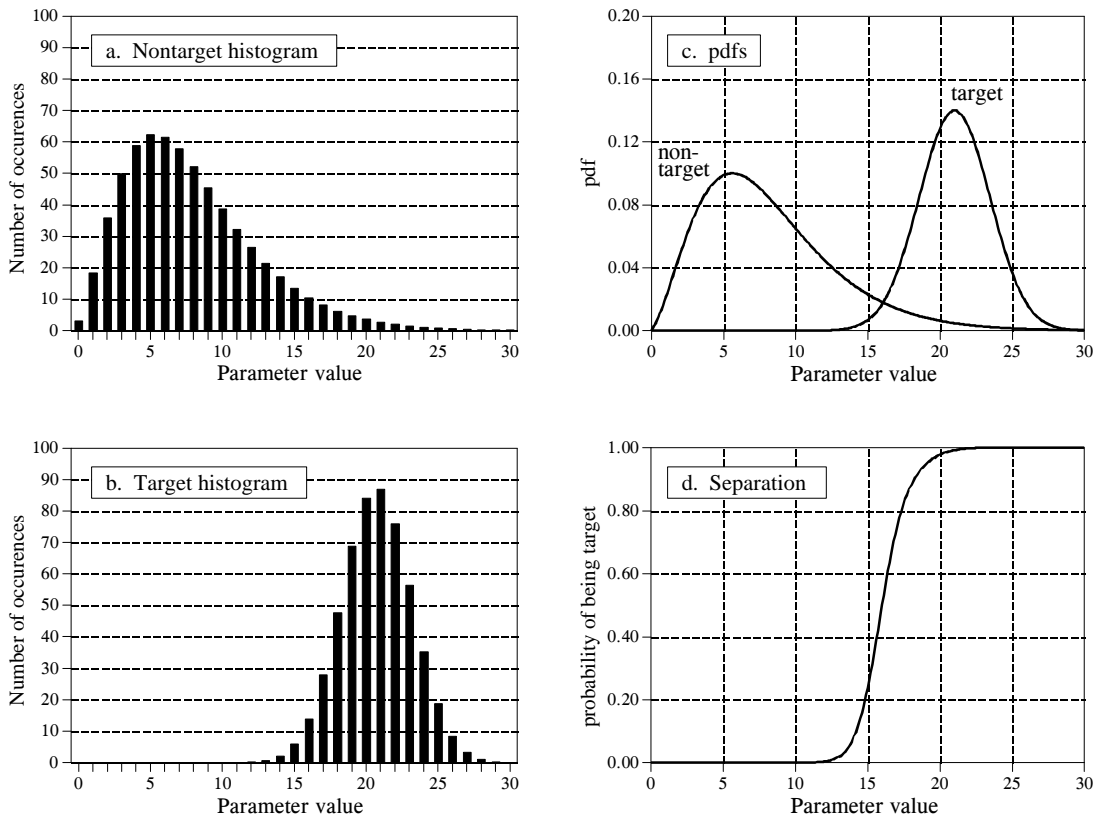 a. Nontarget histogram
Number of occurences
100
90
80
70
60
50
40
30
20
10
0
0 5 10 15 20 25 30
Parameter value
c. pdfs
pdf
0.20
0.16
0.12
0.08
0.04
0.00
non-
target
target
0 5 10 15 20 25 30
Parameter value
b. Target histogram
Number of occurences
100
90
80
70
60
50
40
30
20
10
0
0 5 10 15 20 25 30
Parameter value
d. Separation
probability of being target
1.00
0.80
0.60
0.40
0.20
0.00
0 5 10 15 20 25 30
Parameter value